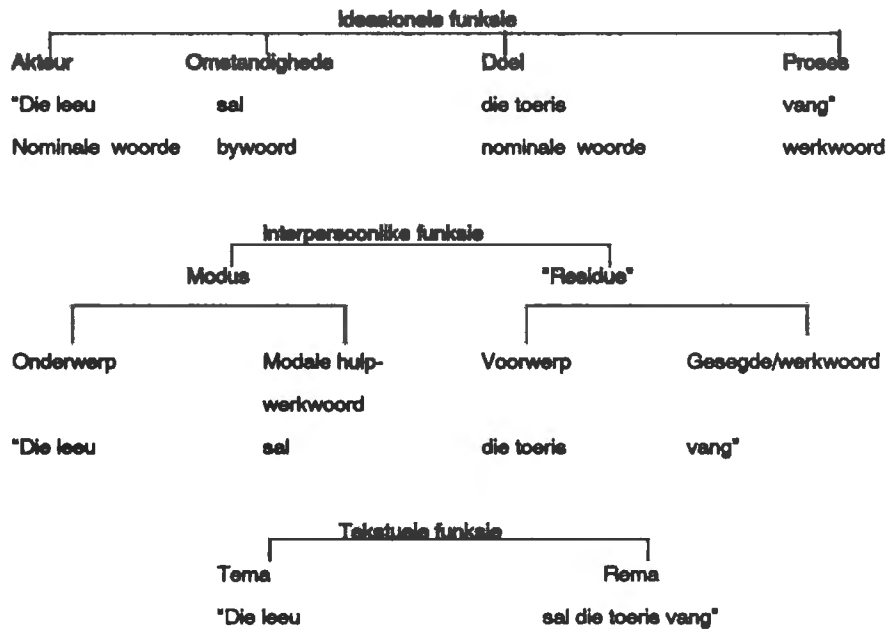 Ideasionele funksie
Akteur Omstandighede Doel Proses
"Die leeu sal die toeris vang"
Nominale woorde bywoord nominale woorde werkwoord
Interpersoonlike funksie
Modus "Residus"
Onderwerp Modale hulp- Voorwerp Gesegde/werkwoord
werkwoord
"Die leeu sal die toeris vang"
Tekstuele funksie
Tema Rema
"Die leeu sal die toeris vang"